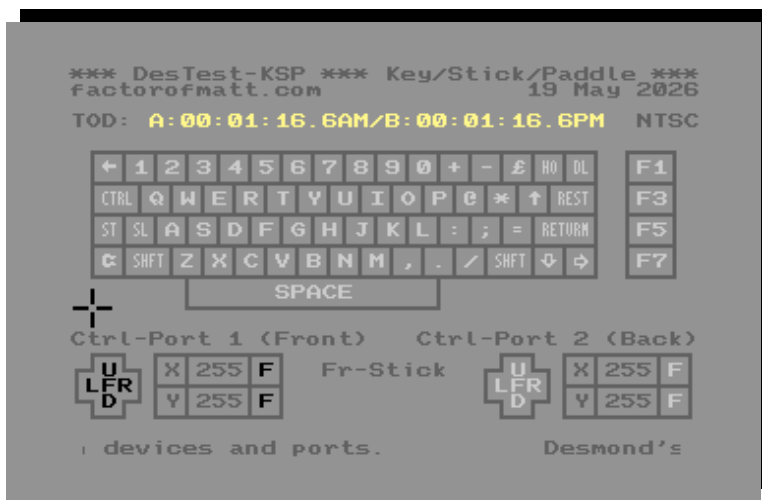 *** DesTest-KSP *** Key/Stick/Paddle ***
factorofmatt.com 19 May 2026
TOD: A:00:01:16.6AM/B:00:01:16.6PM NTSC
← 1 2 3 4 5 6 7 8 9 0 + - £ HO DL F1
CTRL Q W E R T Y U I O P @ * ↑ REST F3
ST SL A S D F G H J K L : ; = RETURN F5
C= SHFT Z X C V B N M , . / SHFT ⇩ ⇨ F7
SPACE
Ctrl-Port 1 (Front) Ctrl-Port 2 (Back)
U X 255 F Fr-Stick U X 255 F
LFR LFR
D Y 255 F D Y 255 F
devices and ports. Desmond's